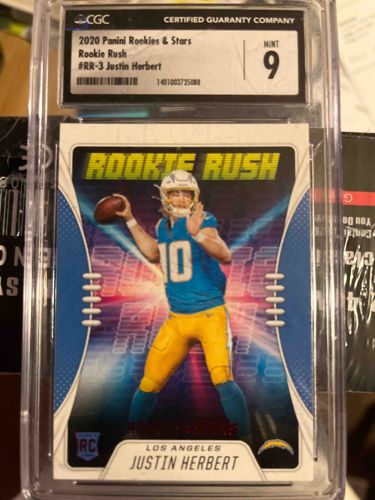 CGC
CERTIFIED GUARANTY COMPANY
2020 Panini Rookies & Stars
Rookie Rush
#RR-3 Justin Herbert
MINT
9
1401003735088
ROOKIE RUSH
10
RC
LOS ANGELES
JUSTIN HERBERT